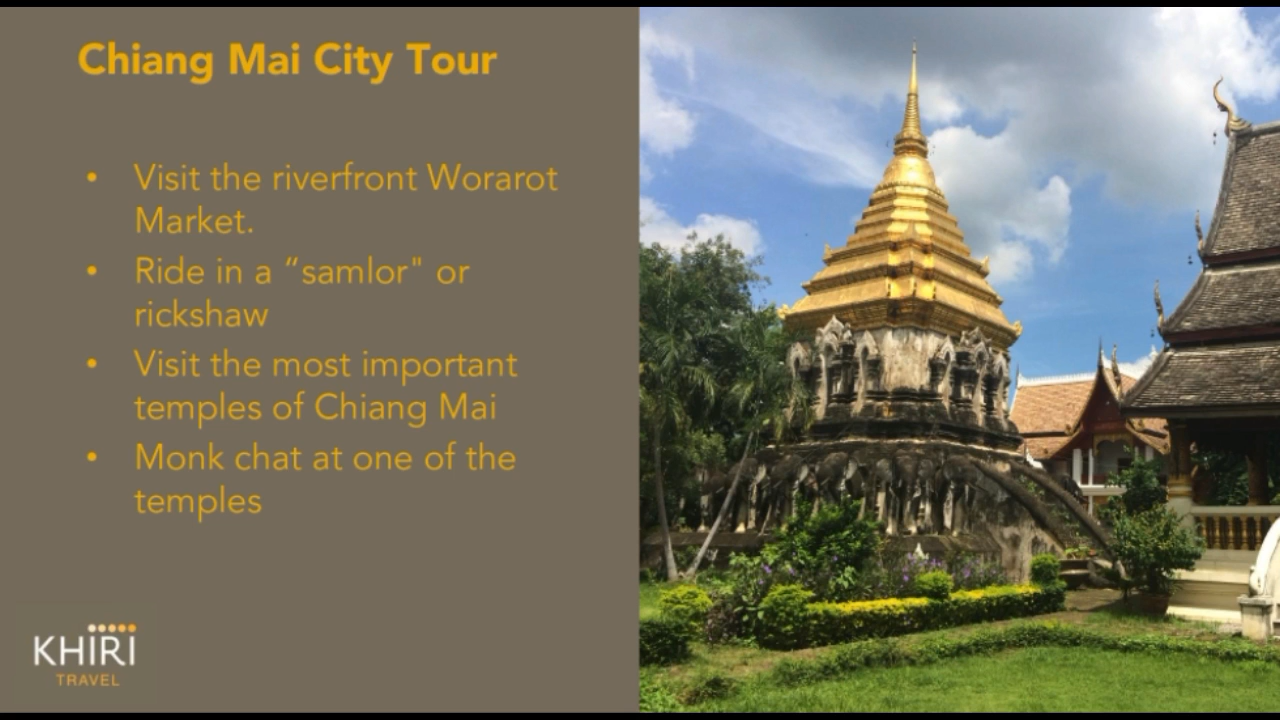 Chiang Mai City Tour
• Visit the riverfront Worarot
Market.
• Ride in a “samlor" or
rickshaw
• Visit the most important
temples of Chiang Mai
• Monk chat at one of the
temples
KHIRI
TRAVEL